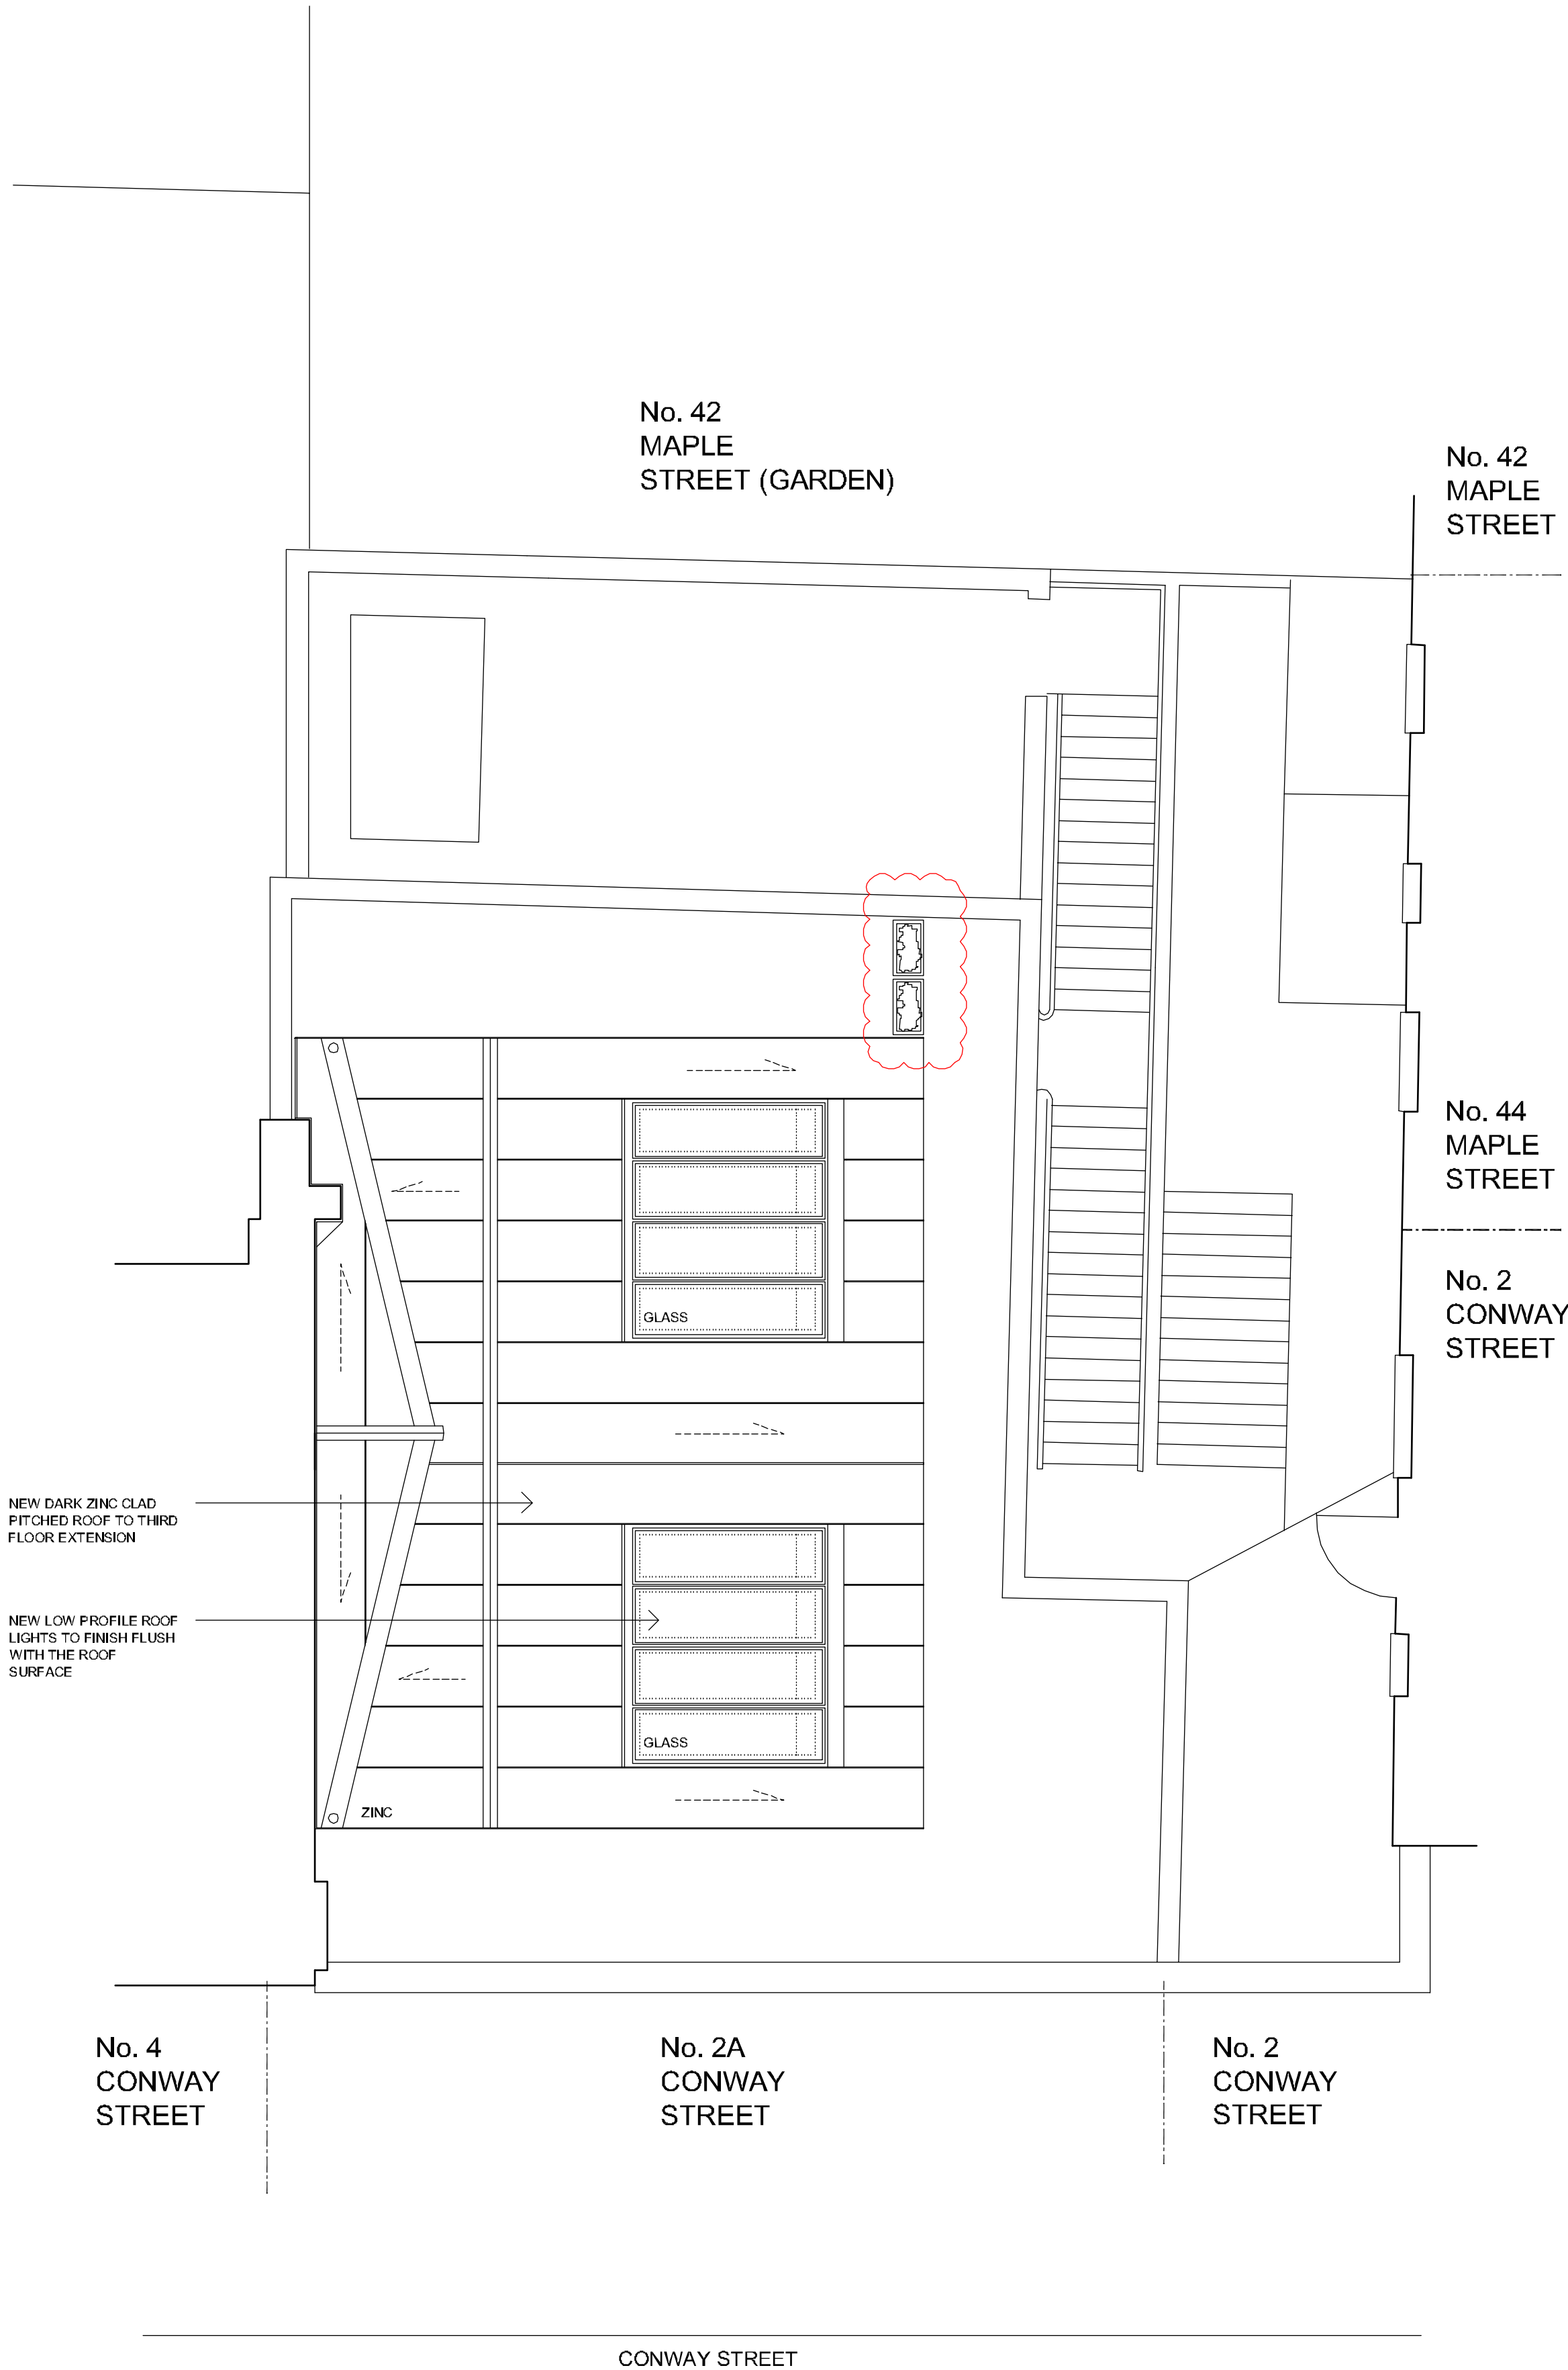 No. 42
MAPLE
STREET (GARDEN)
No. 42
MAPLE
STREET
No. 44
MAPLE
STREET
No. 2
CONWAY
STREET
GLASS
NEW DARK ZINC CLAD
PITCHED ROOF TO THIRD
FLOOR EXTENSION
NEW LOW PROFILE ROOF
LIGHTS TO FINISH FLUSH
WITH THE ROOF
SURFACE
GLASS
ZINC
No. 4
CONWAY
STREET
No. 2A
CONWAY
STREET
No. 2
CONWAY
STREET
CONWAY STREET